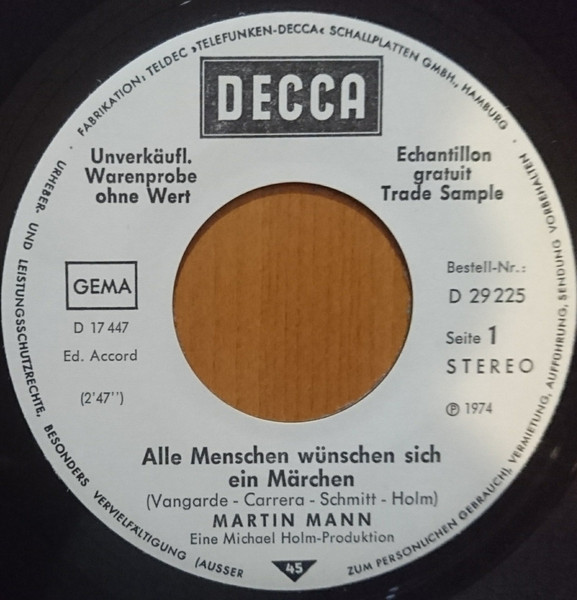 FABRIKATION: TELDEC »TELEFUNKEN-DECCA« SCHALLPLATTEN GMBH., HAMBURG
DECCA
Unverkäufl.
Warenprobe
ohne Wert
Echantillon
gratuit
Trade Sample
GEMA
D 17 447
Ed. Accord
(2'47'')
Bestell-Nr.:
D 29 225
Seite 1
STEREO
℗ 1974
Alle Menschen wünschen sich
ein Märchen
(Vangarde - Carrera - Schmitt - Holm)
MARTIN MANN
Eine Michael Holm-Produktion
45
URHEBER- UND LEISTUNGSSCHUTZRECHTE, BESONDERS VERVIELFÄLTIGUNG (AUSSER ZUM PERSÖNLICHEN GEBRAUCH), VERMIETUNG, AUFFÜHRUNG, SENDUNG VORBEHALTEN